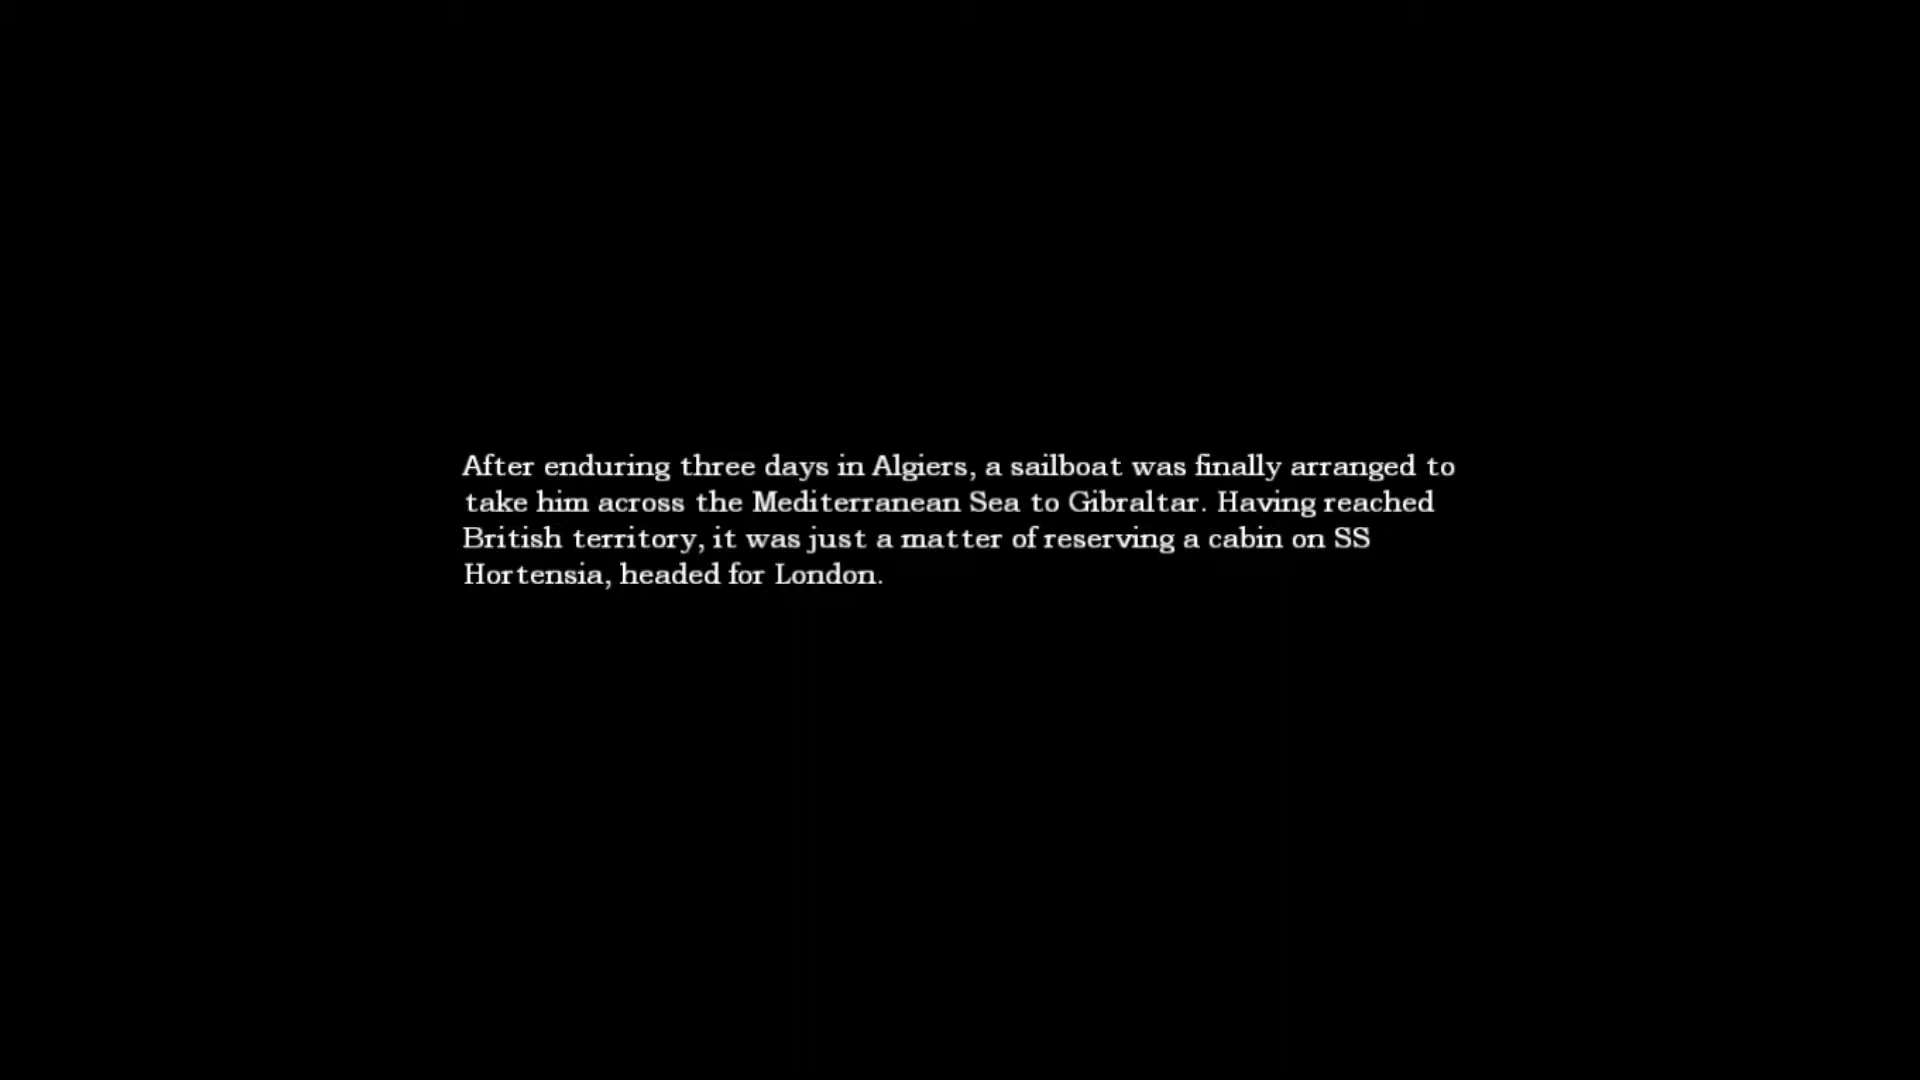 After enduring three days in Algiers, a sailboat was finally arranged to
take him across the Mediterranean Sea to Gibraltar. Having reached
British territory, it was just a matter of reserving a cabin on SS
Hortensia, headed for London.